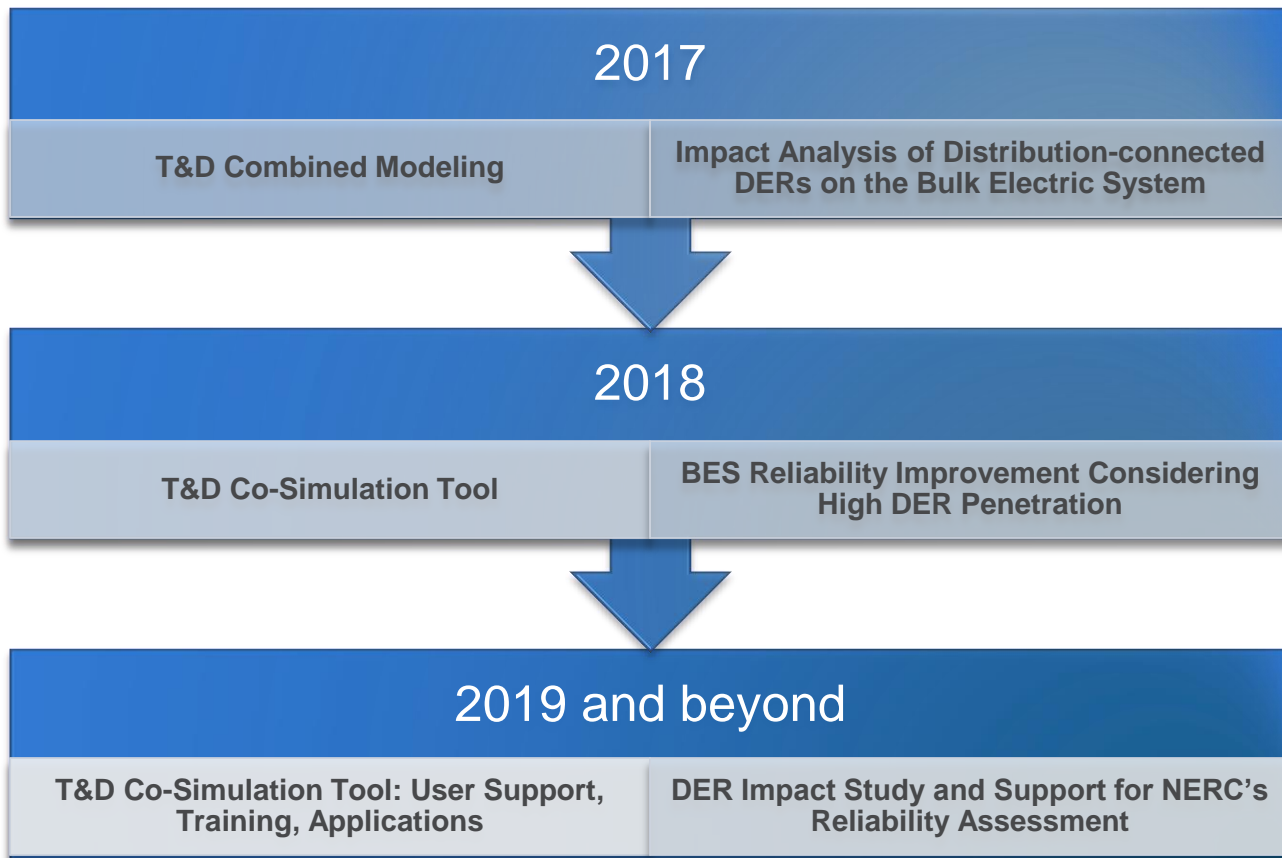 2017
T&D Combined Modeling
Impact Analysis of Distribution-connected
DERs on the Bulk Electric System
2018
T&D Co-Simulation Tool
BES Reliability Improvement Considering
High DER Penetration
2019 and beyond
T&D Co-Simulation Tool: User Support,
Training, Applications
DER Impact Study and Support for NERC’s
Reliability Assessment